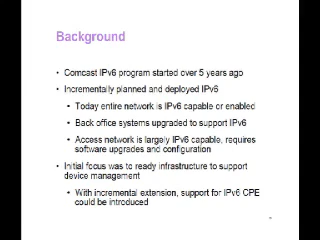 Background
• Comcast IPv6 program started over 5 years ago
• Incrementally planned and deployed IPv6
• Today entire network is IPv6 capable or enabled
• Back office systems upgraded to support IPv6
• Access network is largely IPv6 capable, requires
software upgrades and configuration
• Initial focus was to ready infrastructure to support
device management
• With incremental extension, support for IPv6 CPE
could be introduced